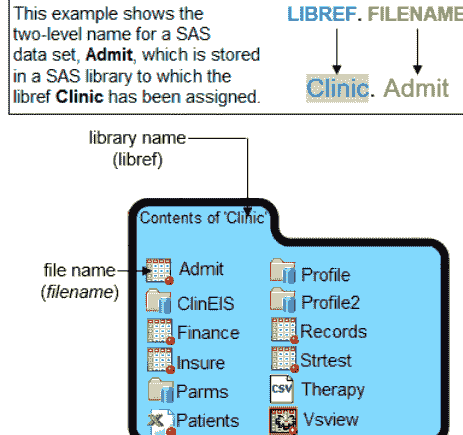 This example shows the
two-level name for a SAS
data set, Admit, which is stored
in a SAS library to which the
libref Clinic has been assigned.
LIBREF. FILENAME
Clinic. Admit
library name
(libref)
Contents of 'Clinic'
file name
(filename)
Admit
ClinEIS
Finance
Insure
Parms
Patients
Profile
Profile2
Records
Strtest
CSV
Therapy
Vsview